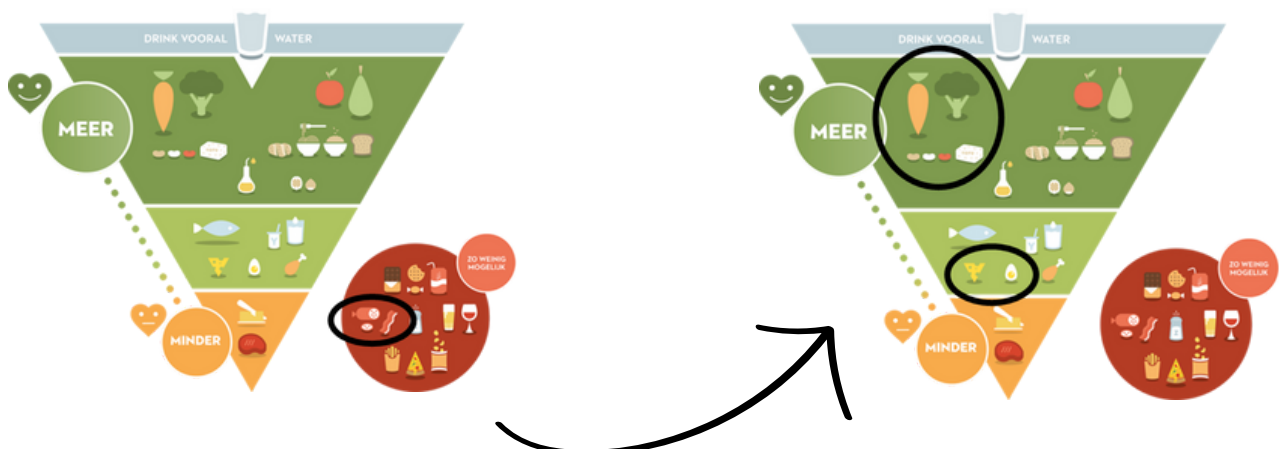 DRINK VOORAL WATER
MEER
ZO WEINIG
MOGELIJK
MINDER
DRINK VOORAL WATER
MEER
ZO WEINIG
MOGELIJK
MINDER